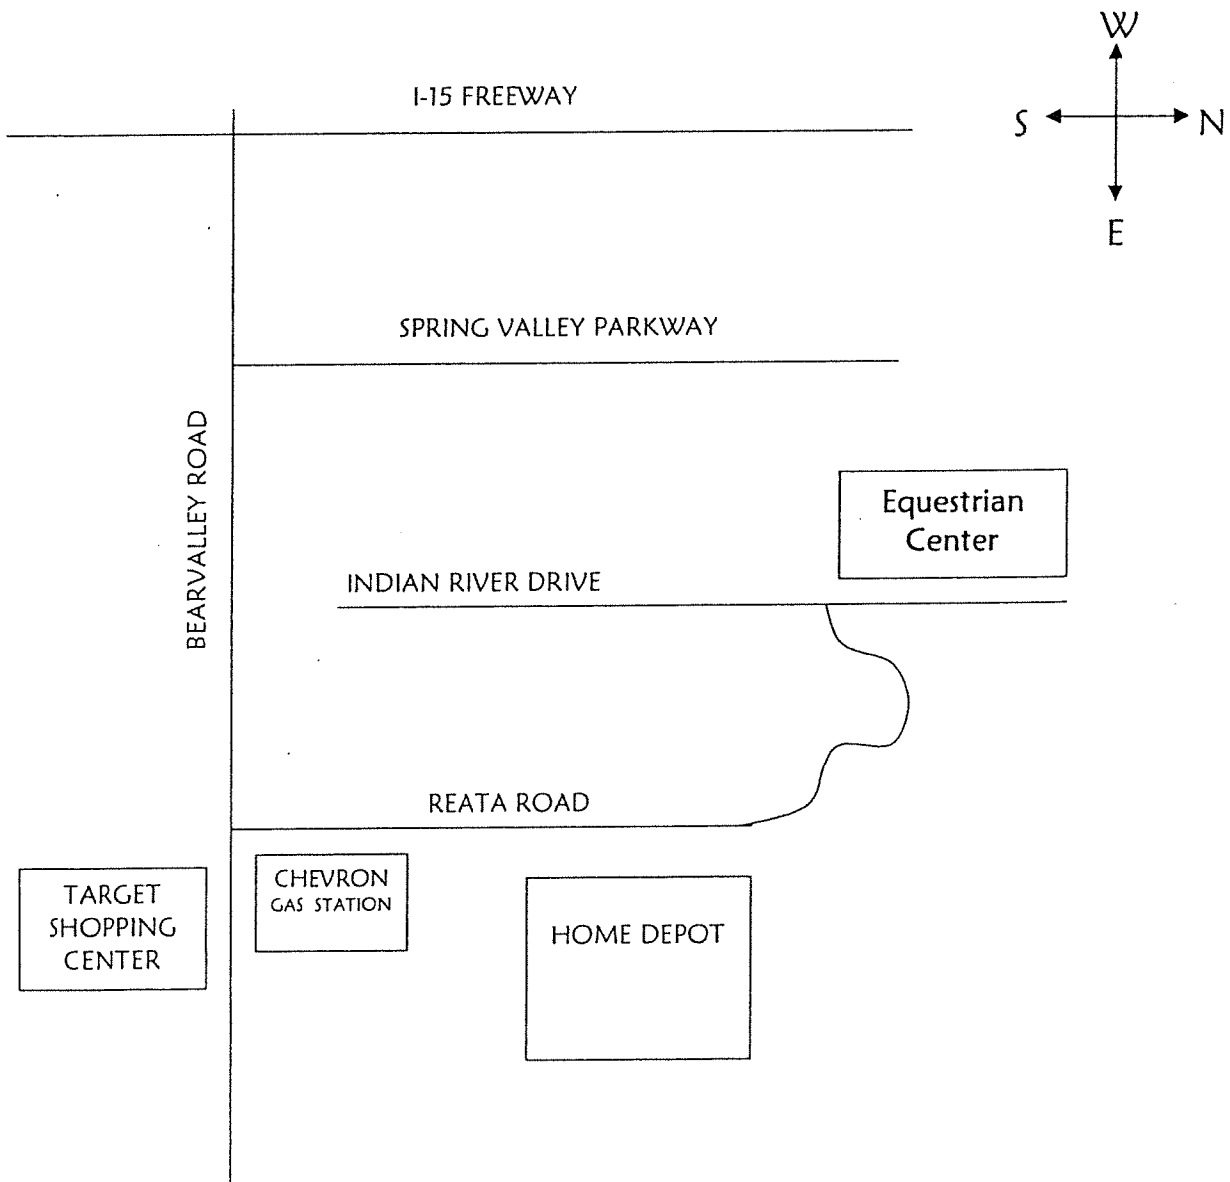 W
I-15 FREEWAY
S
N
E
SPRING VALLEY PARKWAY
BEARVALLEY ROAD
Equestrian
Center
INDIAN RIVER DRIVE
REATA ROAD
TARGET
SHOPPING
CENTER
CHEVRON
GAS STATION
HOME DEPOT